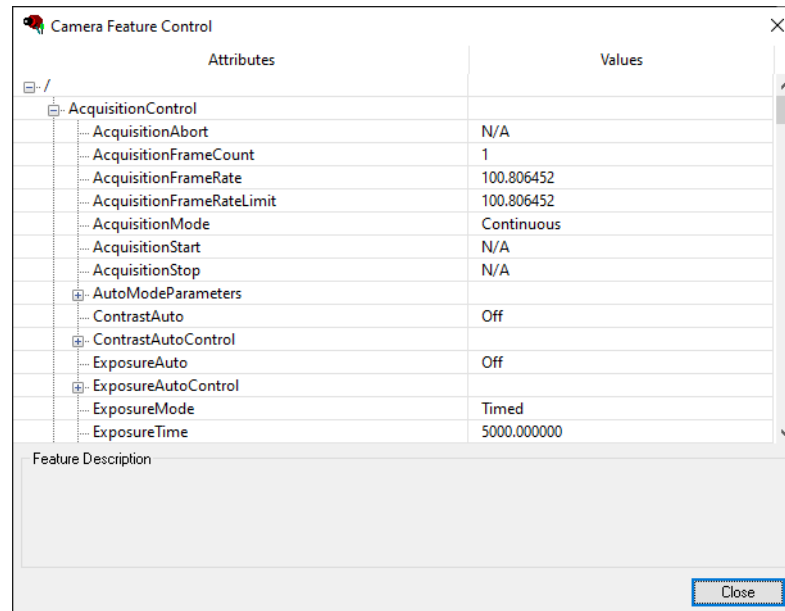 Camera Feature Control
Attributes Values
/
AcquisitionControl
AcquisitionAbort N/A
AcquisitionFrameCount 1
AcquisitionFrameRate 100.806452
AcquisitionFrameRateLimit 100.806452
AcquisitionMode Continuous
AcquisitionStart N/A
AcquisitionStop N/A
AutoModeParameters
ContrastAuto Off
ContrastAutoControl
ExposureAuto Off
ExposureAutoControl
ExposureMode Timed
ExposureTime 5000.000000
Feature Description
Close